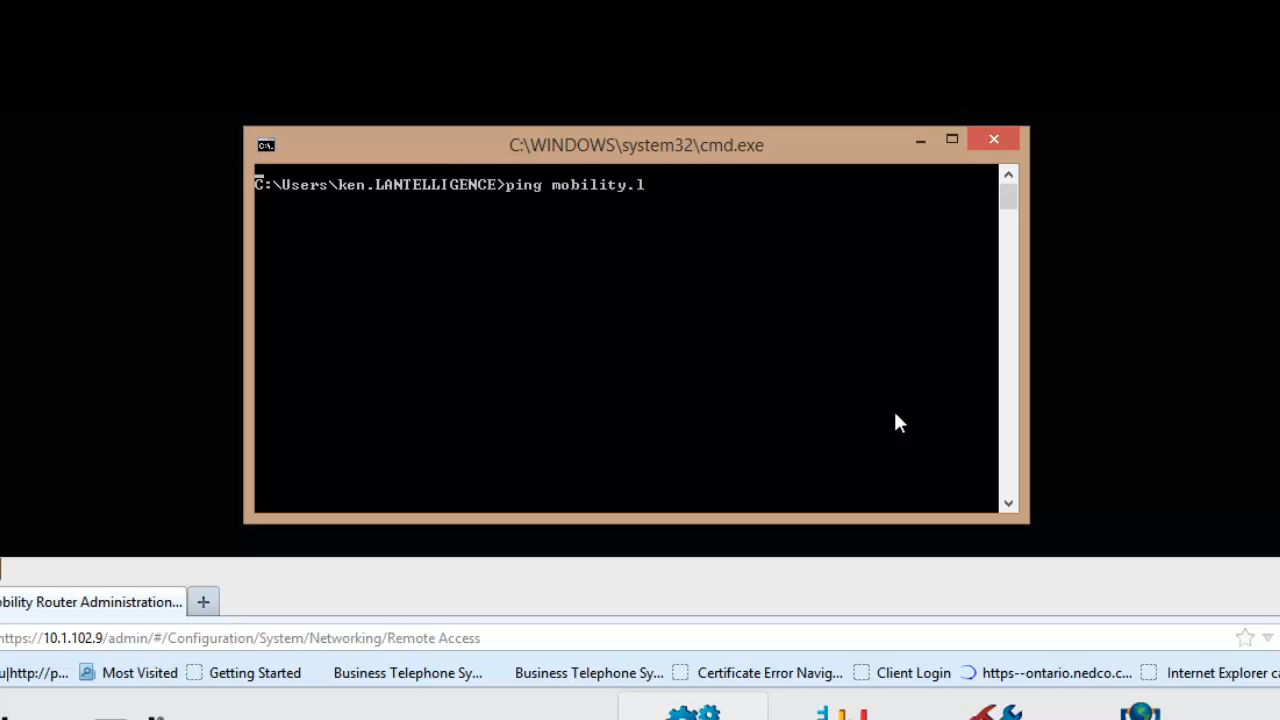 C:\WINDOWS\system32\cmd.exe
C:\Users\ken.LANTELLIGENCE>ping mobility.l
obility Router Administration...
https://10.1.102.9/admin/#/Configuration/System/Networking/Remote Access
u|http://p... Most Visited Getting Started Business Telephone Sy... Business Telephone Sy... Certificate Error Navig... Client Login https--ontario.nedco.c... Internet Explorer ca